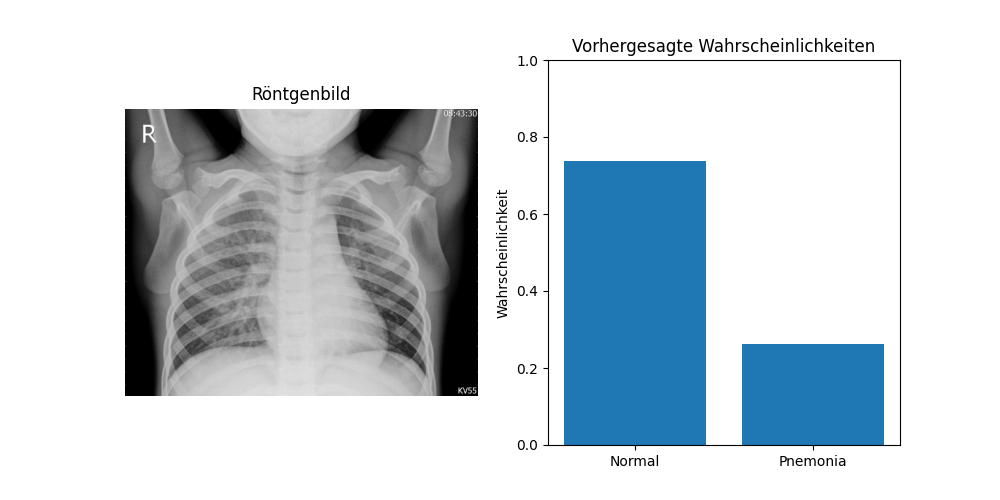 Röntgenbild
R
08:43:30
KV55
Vorhergesagte Wahrscheinlichkeiten
Wahrscheinlichkeit
1.0
0.8
0.6
0.4
0.2
0.0
Normal
Pnemonia